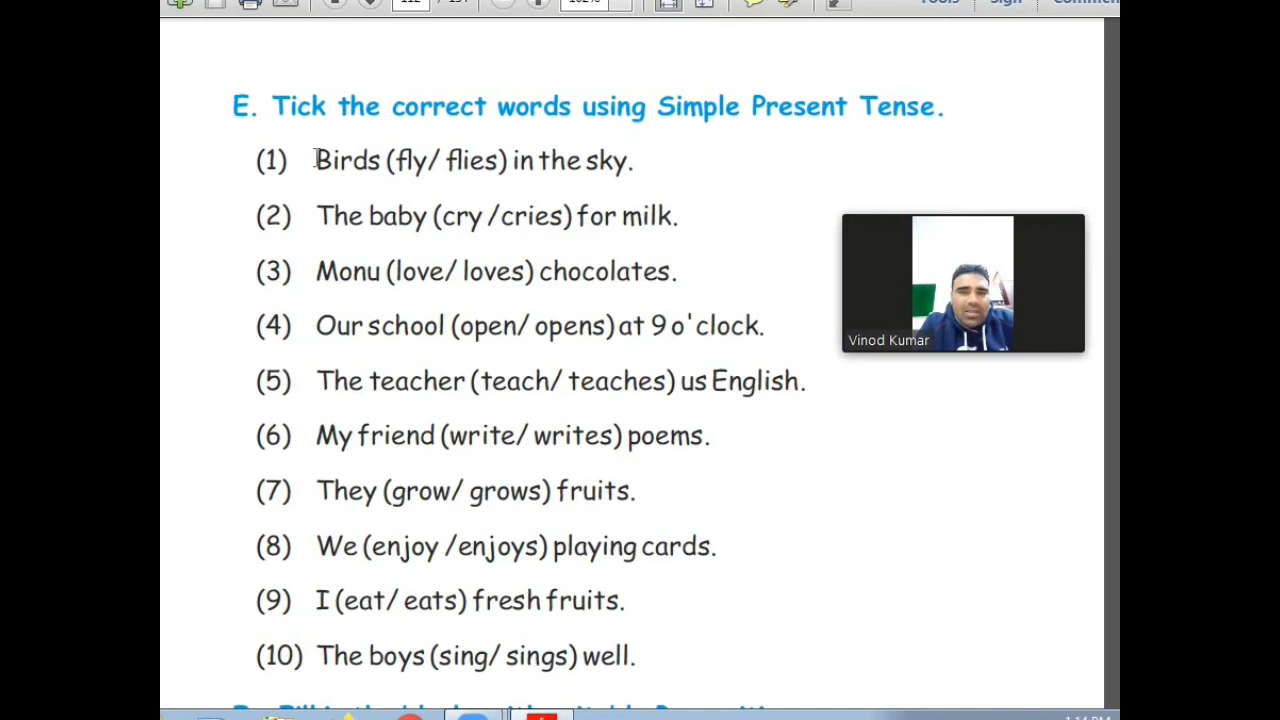 E. Tick the correct words using Simple Present Tense.
(1) Birds (fly/ flies) in the sky.
(2) The baby (cry /cries) for milk.
(3) Monu (love/ loves) chocolates.
(4) Our school (open/ opens) at 9 o'clock.
Vinod Kumar
(5) The teacher (teach/ teaches) us English.
(6) My friend (write/ writes) poems.
(7) They (grow/ grows) fruits.
(8) We (enjoy /enjoys) playing cards.
(9) I (eat/ eats) fresh fruits.
(10) The boys (sing/ sings) well.